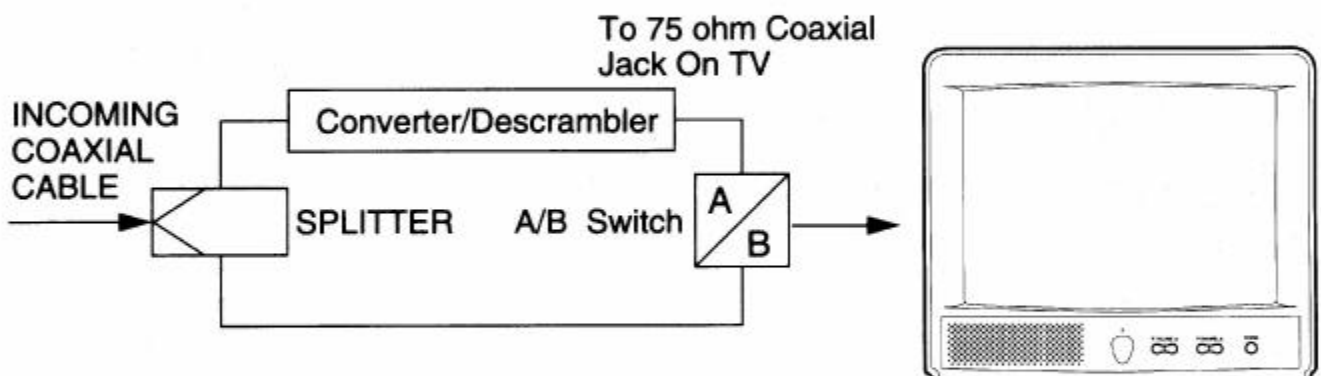 To 75 ohm Coaxial
Jack On TV
INCOMING
COAXIAL
CABLE
Converter/Descrambler
SPLITTER
A/B Switch
A
B